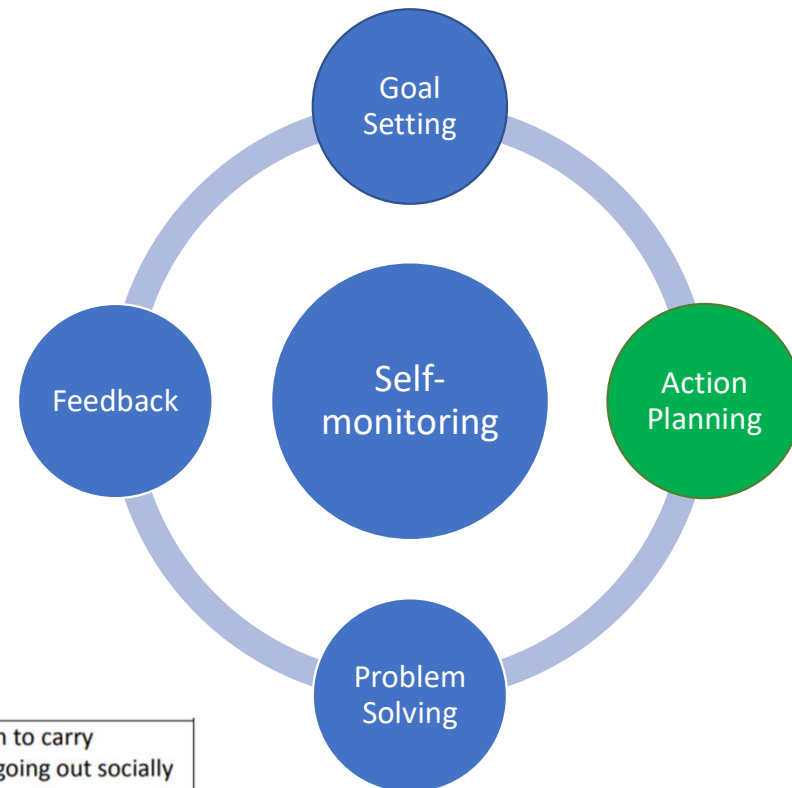 Goal
Setting
Action
Planning
Self-
monitoring
Feedback
Problem
Solving
to carry
going out socially